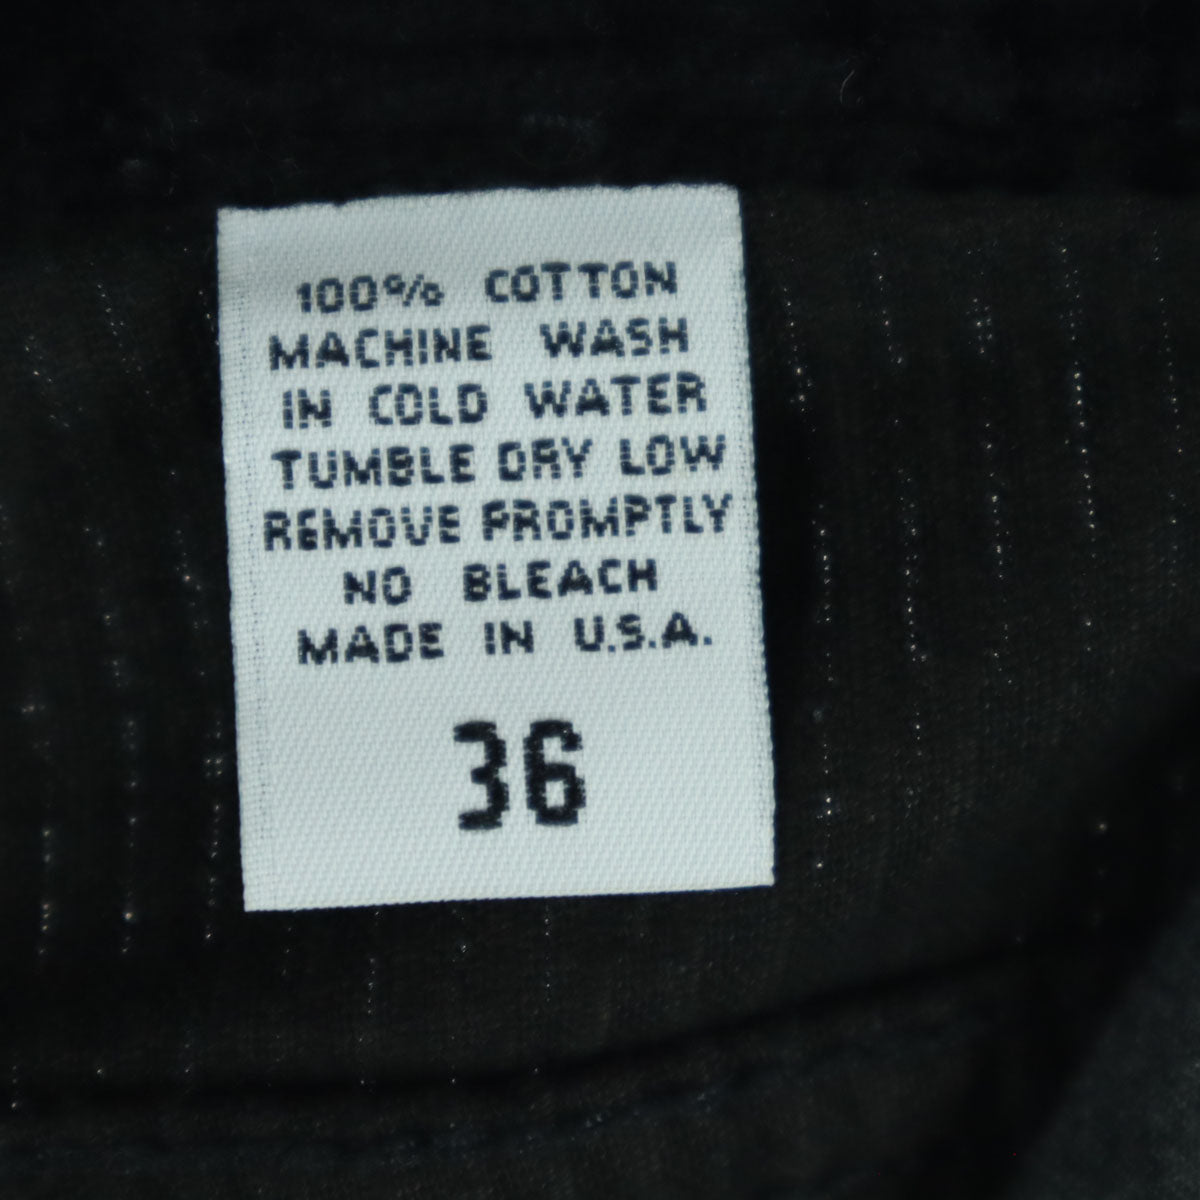 100% COTTON
MACHINE WASH
IN COLD WATER
TUMBLE DRY LOW
REMOVE PROMPTLY
NO BLEACH
MADE IN U.S.A.
36